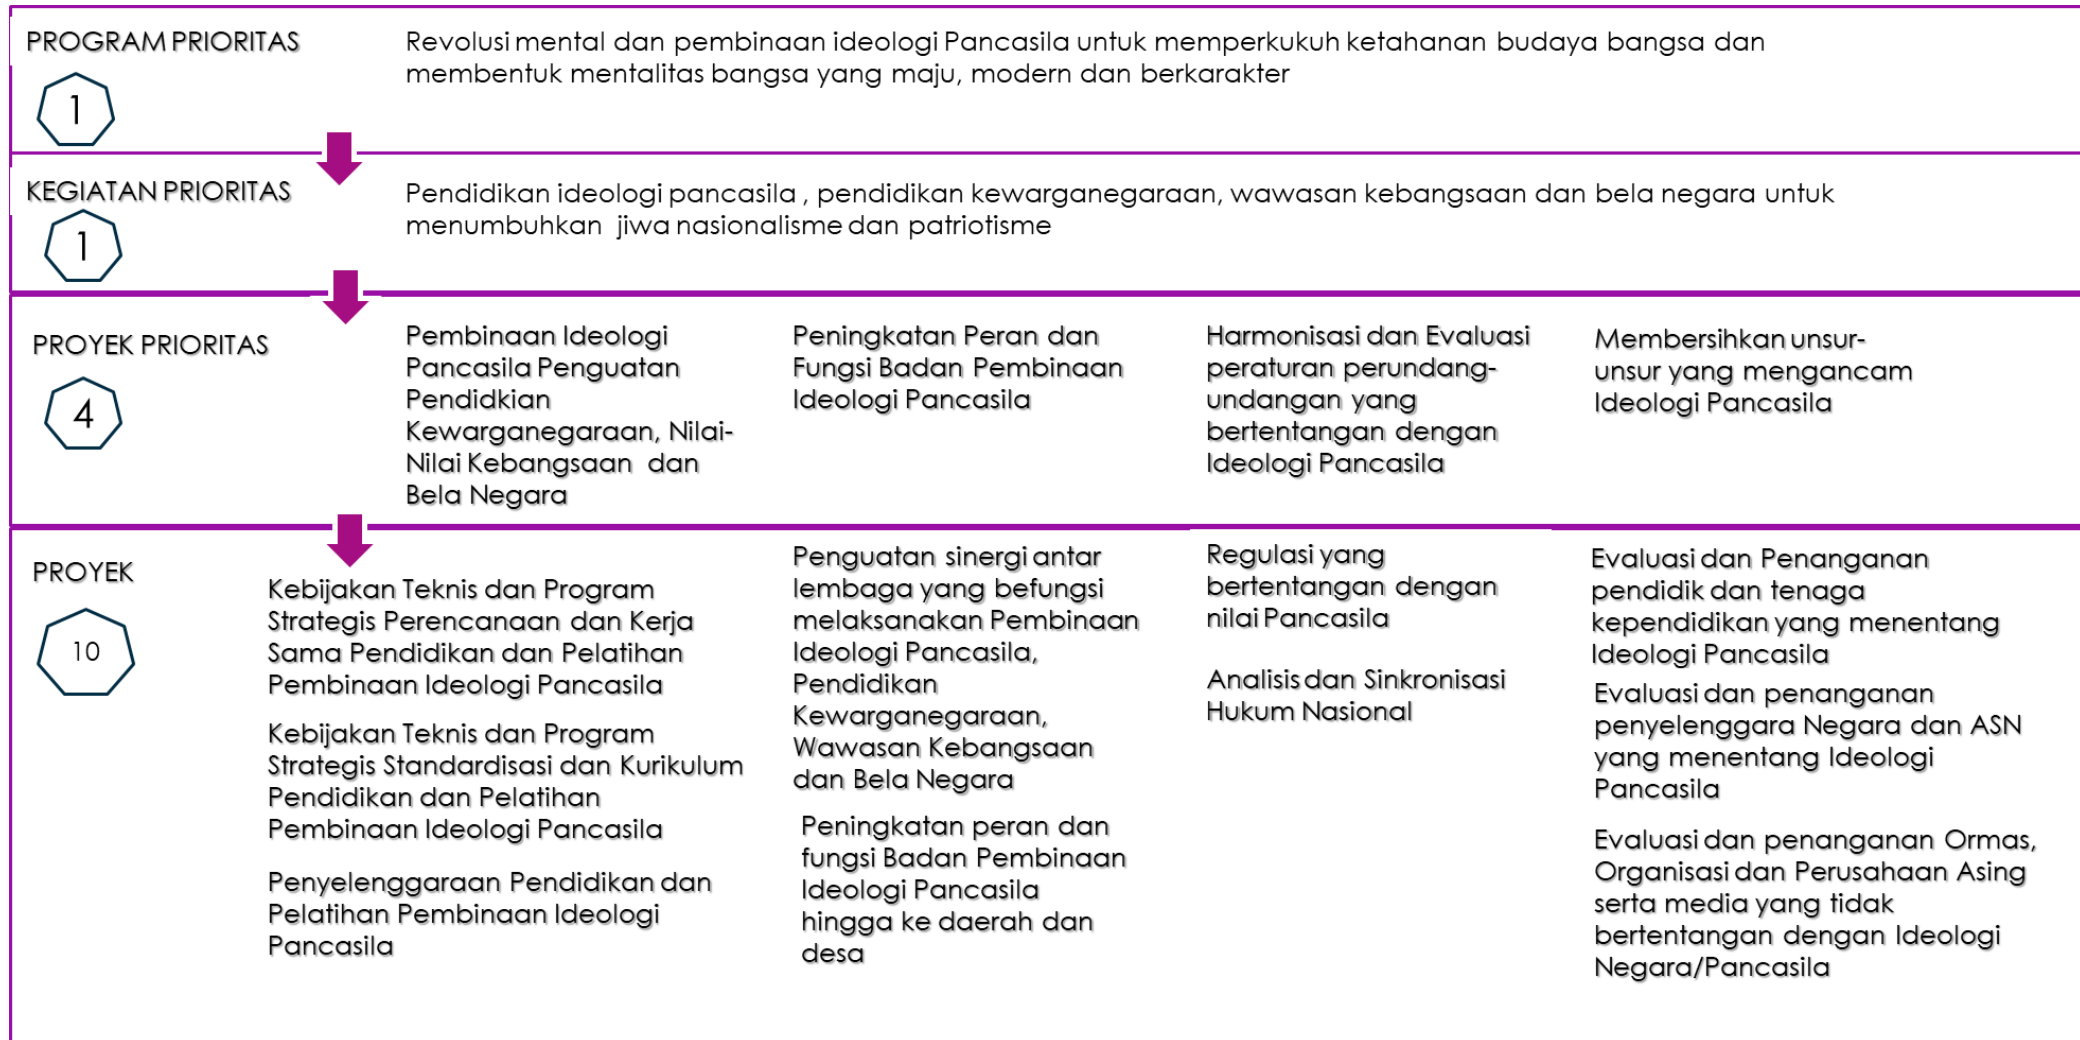 PROGRAM PRIORITAS
1
Revolusi mental dan pembinaan ideologi Pancasila untuk memperkukuh ketahanan budaya bangsa dan
membentuk mentalitas bangsa yang maju, modern dan berkarakter
KEGIATAN PRIORITAS
1
Pendidikan ideologi pancasila , pendidikan kewarganegaraan, wawasan kebangsaan dan bela negara untuk
menumbuhkan jiwa nasionalisme dan patriotisme
PROYEK PRIORITAS
4
Pembinaan Ideologi
Pancasila Penguatan
Pendidkian
Kewarganegaraan, Nilai-
Nilai Kebangsaan dan
Bela Negara
Peningkatan Peran dan
Fungsi Badan Pembinaan
Ideologi Pancasila
Harmonisasi dan Evaluasi
peraturan perundang-
undangan yang
bertentangan dengan
Ideologi Pancasila
Membersihkan unsur-
unsur yang mengancam
Ideologi Pancasila
PROYEK
10
Kebijakan Teknis dan Program
Strategis Perencanaan dan Kerja
Sama Pendidikan dan Pelatihan
Pembinaan Ideologi Pancasila
Kebijakan Teknis dan Program
Strategis Standardisasi dan Kurikulum
Pendidikan dan Pelatihan
Pembinaan Ideologi Pancasila
Penyelenggaraan Pendidikan dan
Pelatihan Pembinaan Ideologi
Pancasila
Penguatan sinergi antar
lembaga yang befungsi
melaksanakan Pembinaan
Ideologi Pancasila,
Pendidikan
Kewarganegaraan,
Wawasan Kebangsaan
dan Bela Negara
Peningkatan peran dan
fungsi Badan Pembinaan
Ideologi Pancasila
hingga ke daerah dan
desa
Regulasi yang
bertentangan dengan
nilai Pancasila
Analisis dan Sinkronisasi
Hukum Nasional
Evaluasi dan Penanganan
pendidik dan tenaga
kependidikan yang menentang
Ideologi Pancasila
Evaluasi dan penanganan
penyelenggara Negara dan ASN
yang menentang Ideologi
Pancasila
Evaluasi dan penanganan Ormas,
Organisasi dan Perusahaan Asing
serta media yang tidak
bertentangan dengan Ideologi
Negara/Pancasila